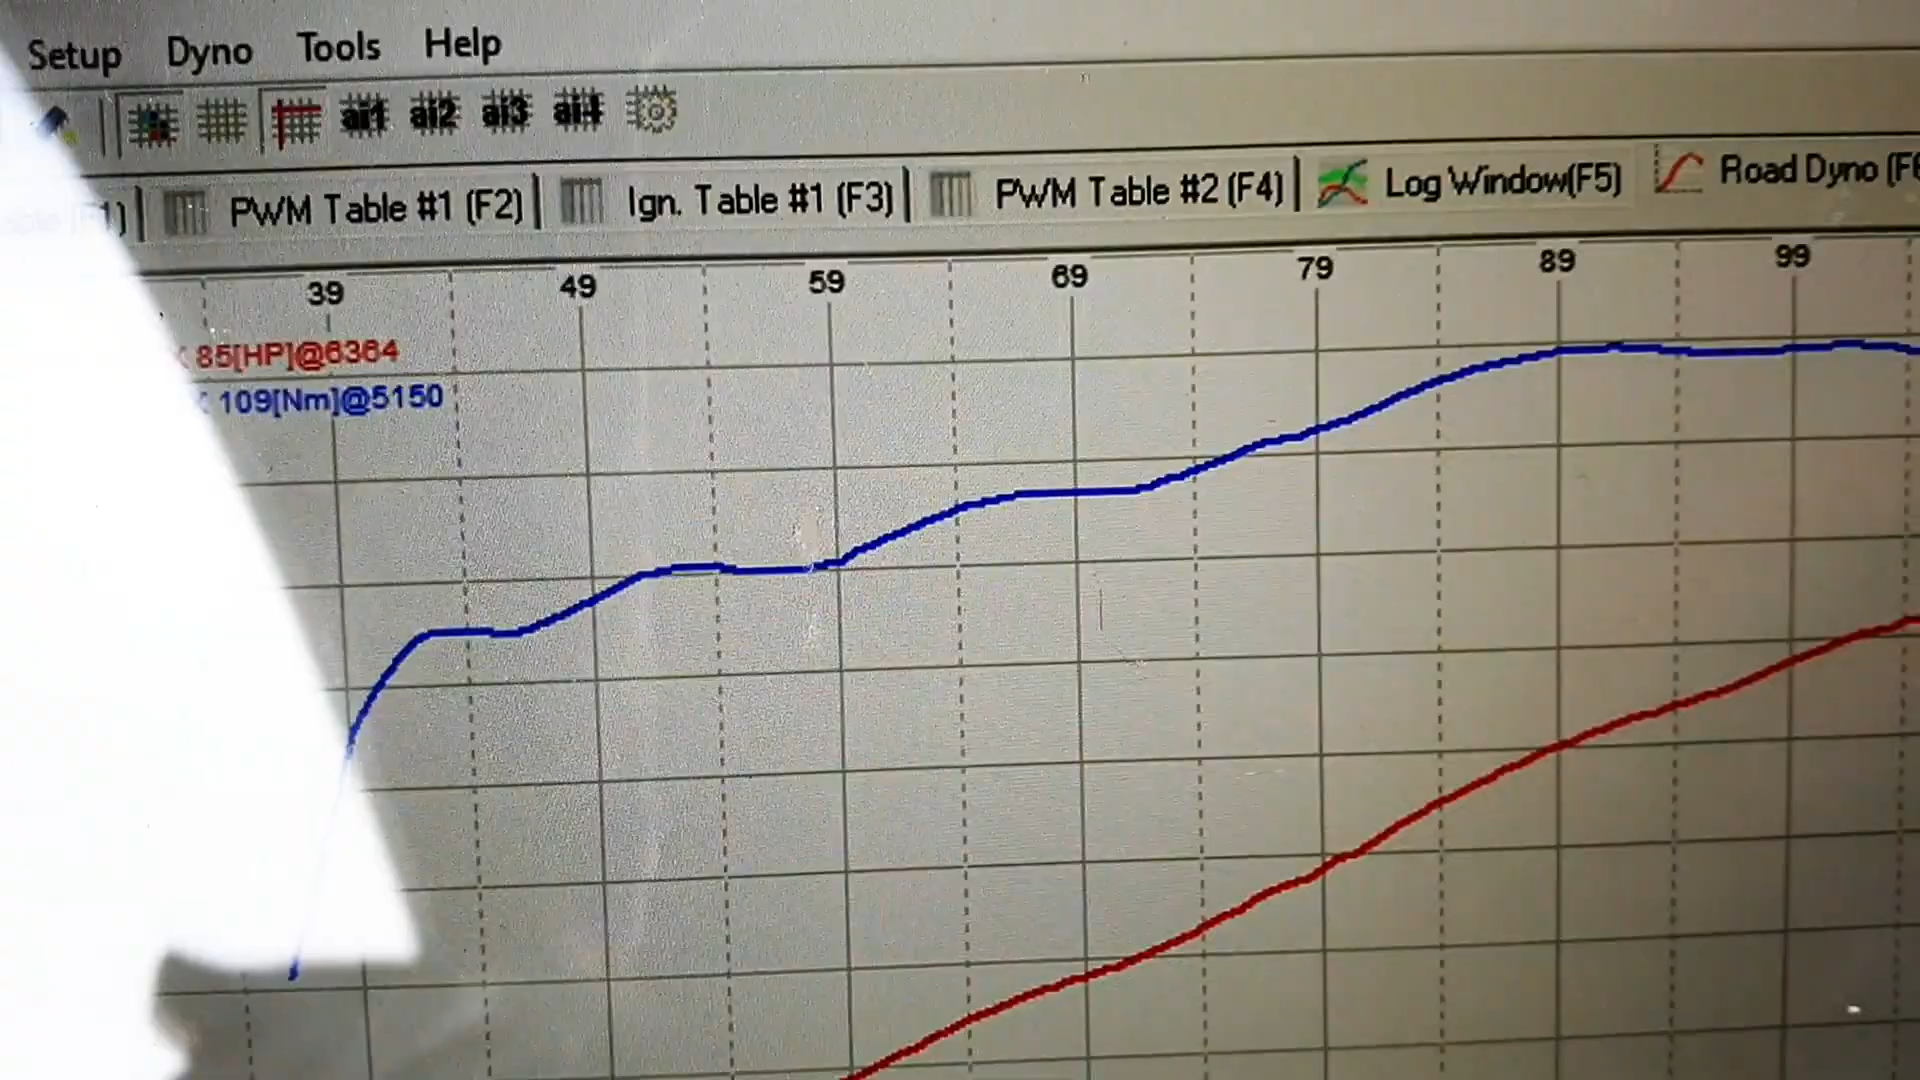 Setup Dyno Tools Help
ai1 ai2 ai3 ai4
PWM Table #1 (F2) Ign. Table #1 (F3) PWM Table #2 (F4) Log Window(F5) Road Dyno (F6
39 49 59 69 79 89 99
85[HP]@6364
109[Nm]@5150